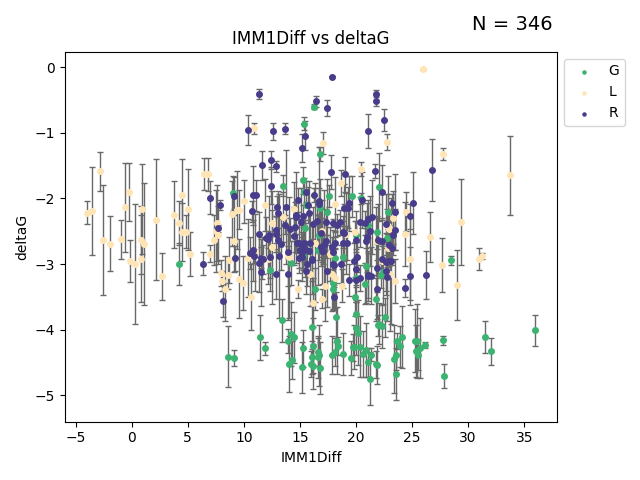 N = 346
IMM1Diff vs deltaG
G
L
R
deltaG
0
−1
−2
−3
−4
−5
−5 0 5 10 15 20 25 30 35
IMM1Diff